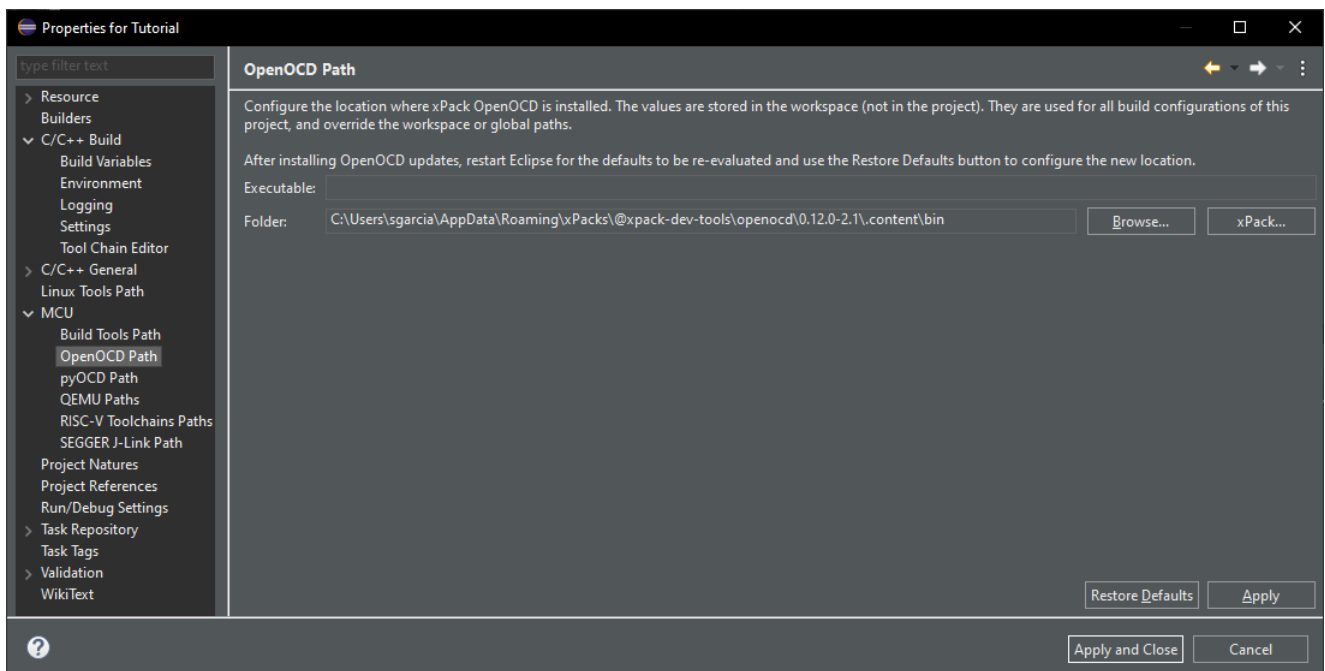 Properties for Tutorial
type filter text
Resource
Builders
C/C++ Build
Build Variables
Environment
Logging
Settings
Tool Chain Editor
C/C++ General
Linux Tools Path
MCU
Build Tools Path
OpenOCD Path
pyOCD Path
QEMU Paths
RISC-V Toolchains Paths
SEGGER J-Link Path
Project Natures
Project References
Run/Debug Settings
Task Repository
Task Tags
Validation
WikiText
OpenOCD Path
Configure the location where xPack OpenOCD is installed. The values are stored in the workspace (not in the project). They are used for all build configurations of this
project, and override the workspace or global paths.
After installing OpenOCD updates, restart Eclipse for the defaults to be re-evaluated and use the Restore Defaults button to configure the new location.
Executable:
Folder: C:\Users\sgarcia\AppData\Roaming\xPacks\@xpack-dev-tools\openocd\0.12.0-2.1\.content\bin Browse... xPack...
Restore Defaults Apply
Apply and Close Cancel